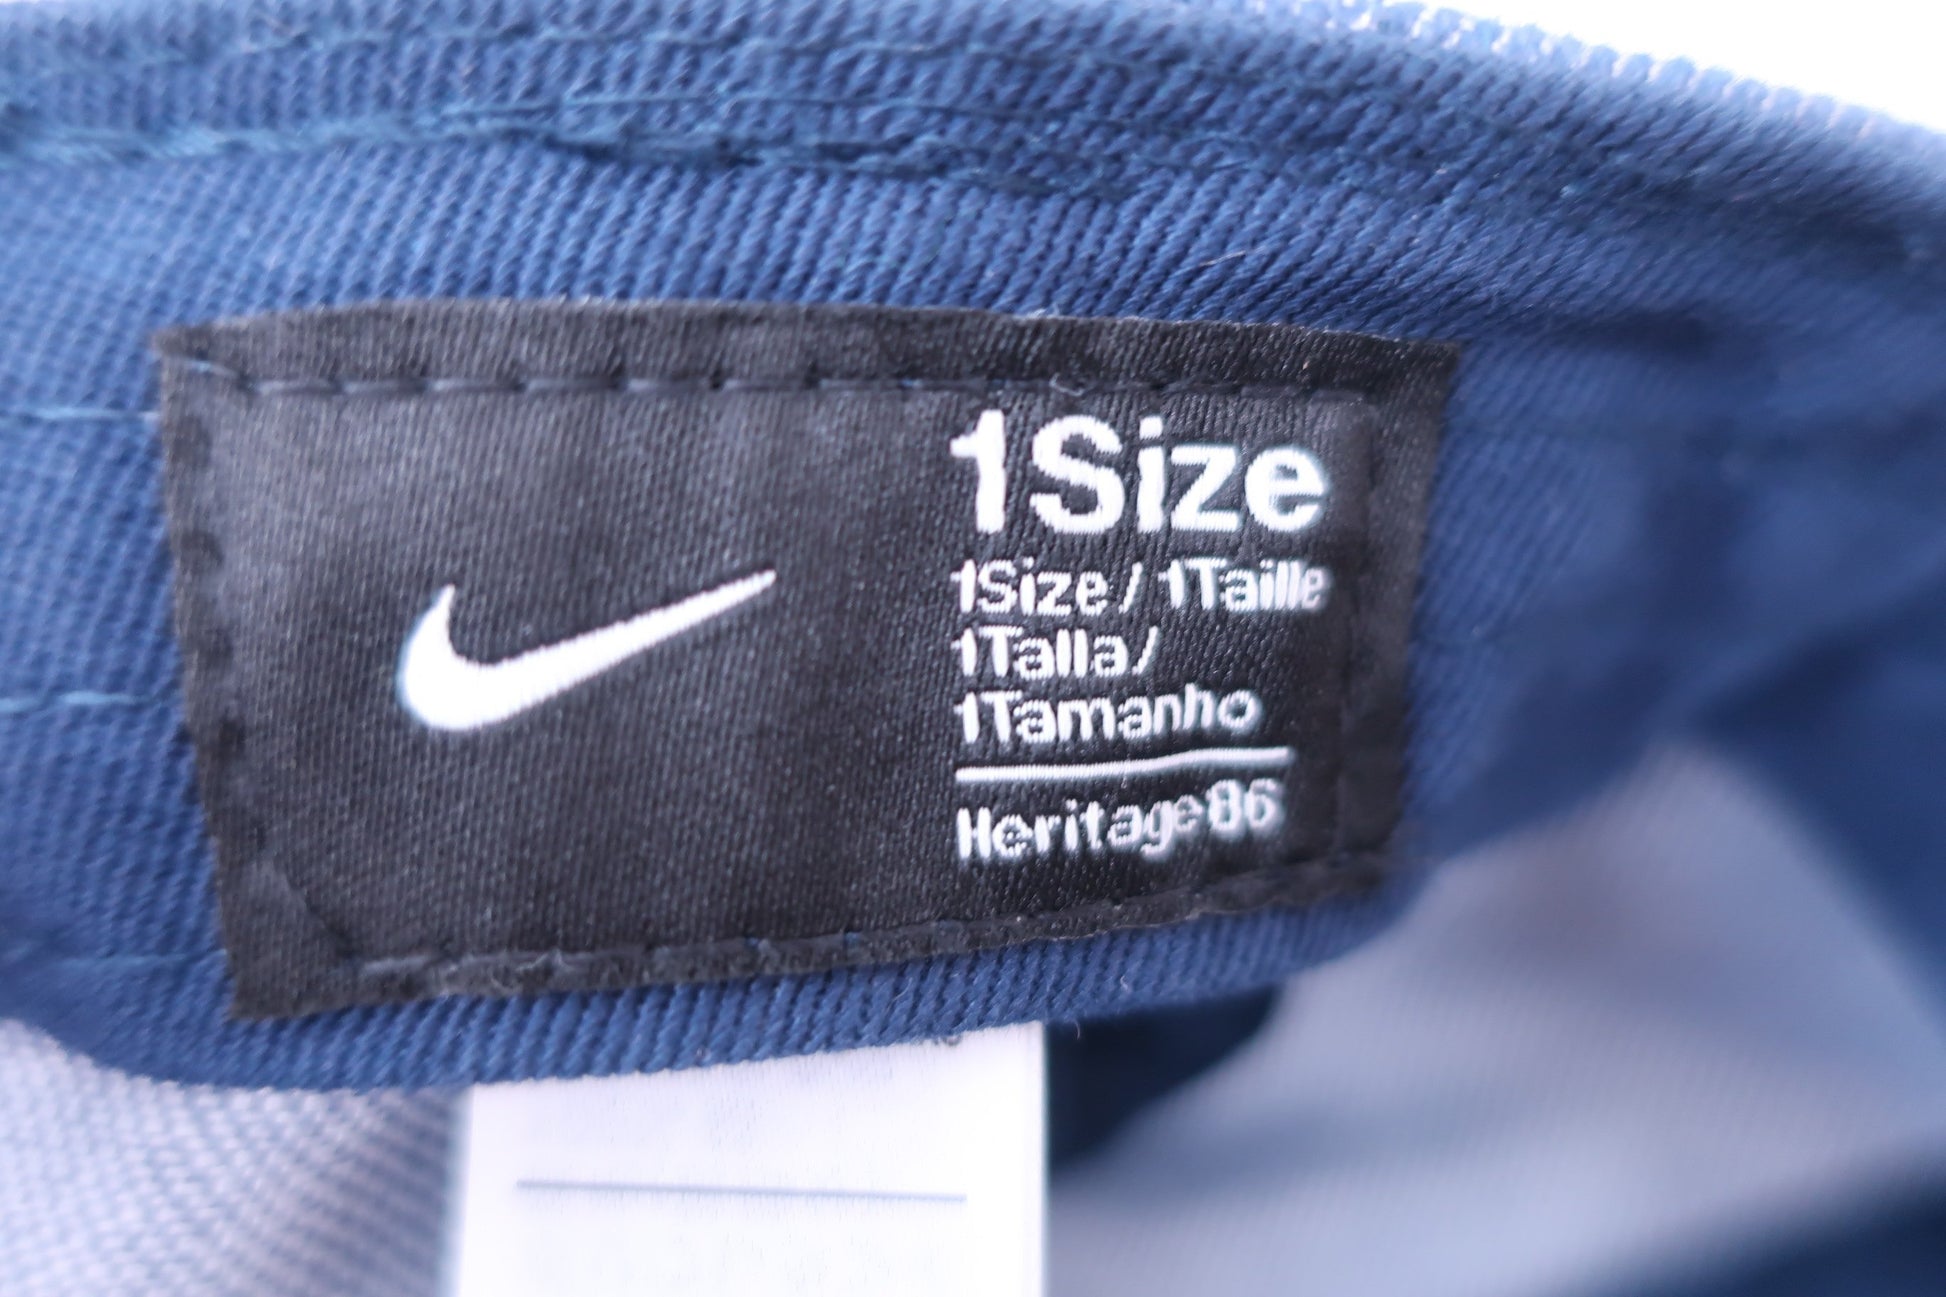 1Size
1Size/ 1Taille
1Talla/
1Tamanho
Heritage86